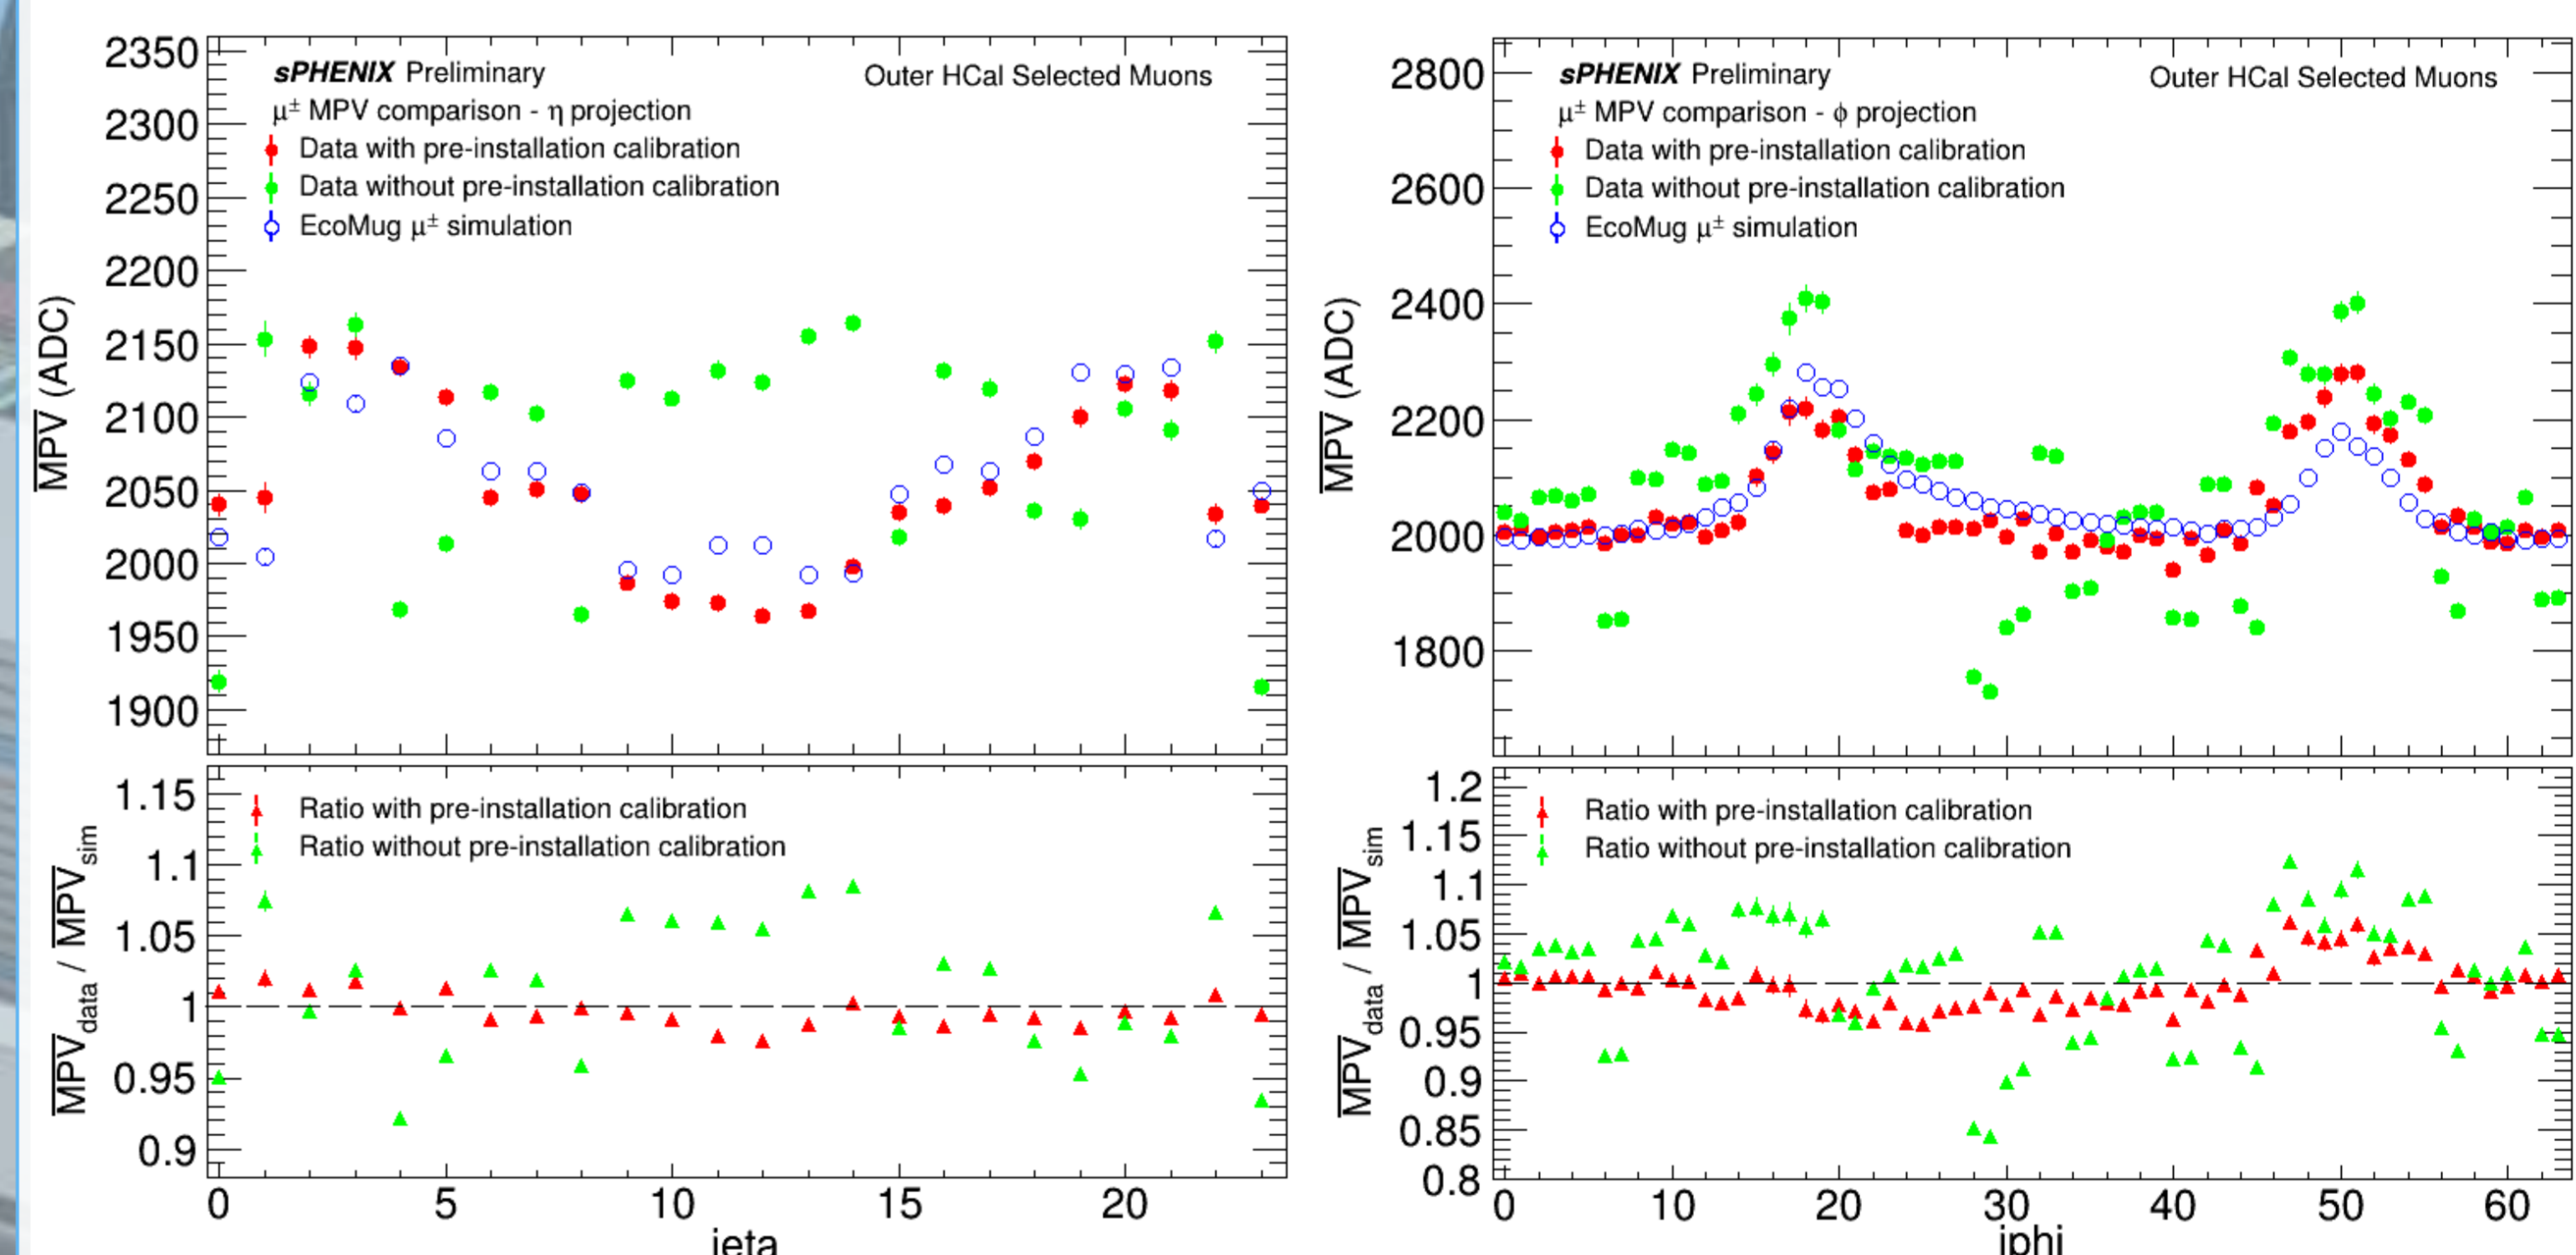 sPHENIX Preliminary
Outer HCal Selected Muons
μ± MPV comparison - η projection
Data with pre-installation calibration
Data without pre-installation calibration
EcoMug μ± simulation
MPV (ADC)
2350
2300
2250
2200
2150
2100
2050
2000
1950
1900
Ratio with pre-installation calibration
Ratio without pre-installation calibration
MPVdata / MPVsim
1.15
1.1
1.05
1
0.95
0.9
0 5 10 15 20
ieta
sPHENIX Preliminary
Outer HCal Selected Muons
μ± MPV comparison - ϕ projection
Data with pre-installation calibration
Data without pre-installation calibration
EcoMug μ± simulation
MPV (ADC)
2800
2600
2400
2200
2000
1800
Ratio with pre-installation calibration
Ratio without pre-installation calibration
MPVdata / MPVsim
1.2
1.15
1.1
1.05
1
0.95
0.9
0.85
0.8
0 10 20 30 40 50 60
iphi